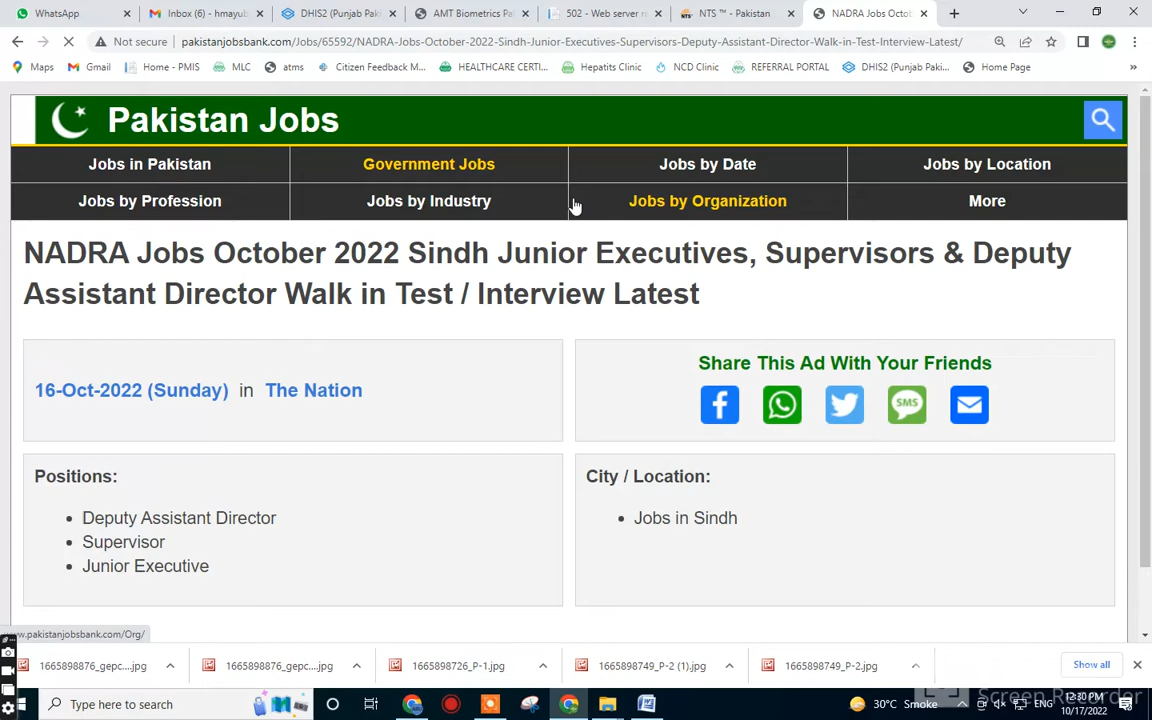 WhatsApp
Inbox (6) - hmayub
DHIS2 (Punjab Pak
AMT Biometrics Pa
502 - Web server r
NTS ™ - Pakistan
NADRA Jobs Octo
Not secure
pakistanjobsbank.com/Jobs/65592/NADRA-Jobs-October-2022-Sindh-Junior-Executives-Supervisors-Deputy-Assistant-Director-Walk-in-Test-Interview-Latest/
Maps
Gmail
Home - PMIS
MLC
atms
Citizen Feedback M...
HEALTHCARE CERTI...
Hepatits Clinic
NCD Clinic
REFERRAL PORTAL
DHIS2 (Punjab Paki...
Home Page
Pakistan Jobs
Jobs in Pakistan
Government Jobs
Jobs by Date
Jobs by Location
Jobs by Profession
Jobs by Industry
Jobs by Organization
More
NADRA Jobs October 2022 Sindh Junior Executives, Supervisors & Deputy
Assistant Director Walk in Test / Interview Latest
16-Oct-2022 (Sunday) in The Nation
Share This Ad With Your Friends
SMS
Positions:
• Deputy Assistant Director
• Supervisor
• Junior Executive
City / Location:
• Jobs in Sindh
www.pakistanjobsbank.com/Org/
1665898876_gepc....jpg
1665898876_gepc....jpg
1665898726_P-1.jpg
1665898749_P-2 (1).jpg
1665898749_P-2.jpg
Show all
Type here to search
30°C Smoke
ENG
12:30 PM
10/17/2022
Screen Recorder